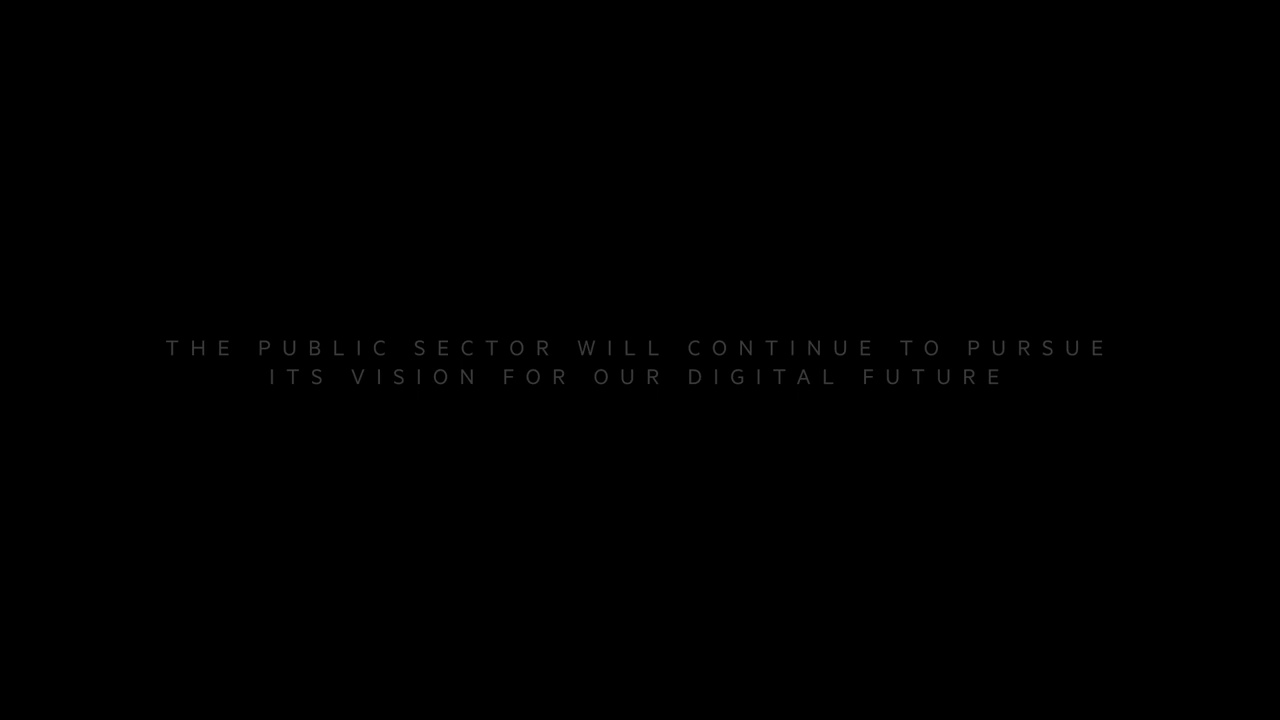 THE PUBLIC SECTOR WILL CONTINUE TO PURSUE
ITS VISION FOR OUR DIGITAL FUTURE